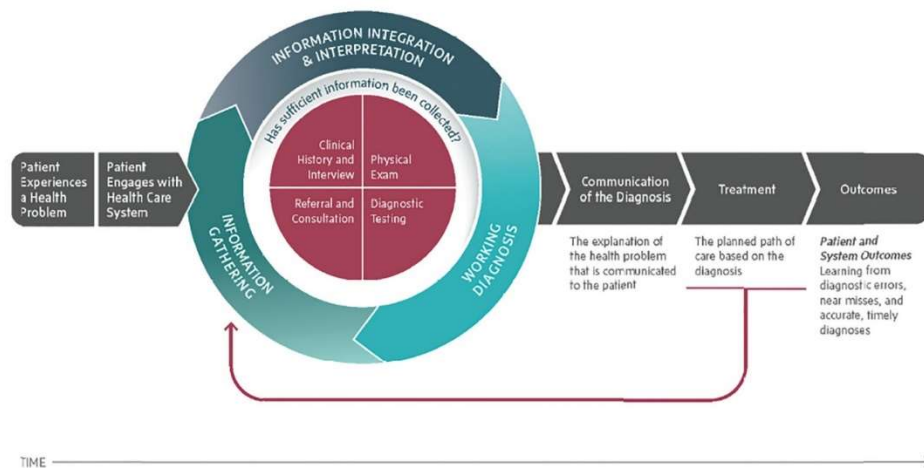 INFORMATION INTEGRATION
& INTERPRETATION
Has sufficient information been collected?
Clinical
History and
Interview
Physical
Exam
Referral and
Consultation
Diagnostic
Testing
INFORMATION
GATHERING
WORKING
DIAGNOSIS
Patient
Experiences
a Health
Problem
Patient
Engages with
Health Care
System
Communication
of the Diagnosis
Treatment
Outcomes
The explanation of
the health problem
that is communicated
to the patient
The planned path of
care based on the
diagnosis
Patient and
System Outcomes
Learning from
diagnostic errors,
near misses, and
accurate, timely
diagnoses
TIME